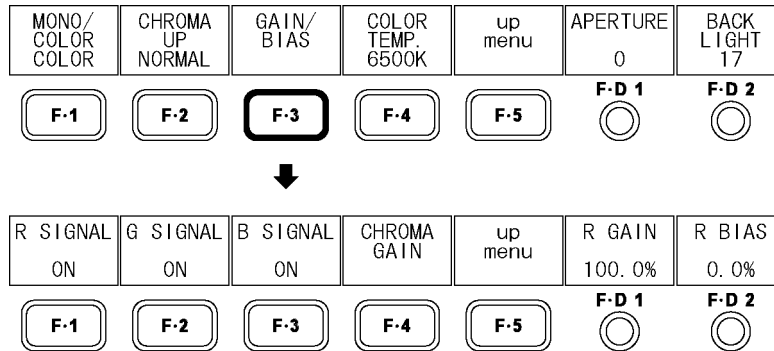 MONO/ COLOR COLOR
CHROMA UP NORMAL
GAIN/ BIAS
COLOR TEMP. 6500K
up menu
APERTURE 0
BACK LIGHT 17
F·1 F·2 F·3 F·4 F·5 F·D 1 F·D 2
R SIGNAL ON
G SIGNAL ON
B SIGNAL ON
CHROMA GAIN
up menu
R GAIN 100.0%
R BIAS 0.0%
F·1 F·2 F·3 F·4 F·5 F·D 1 F·D 2